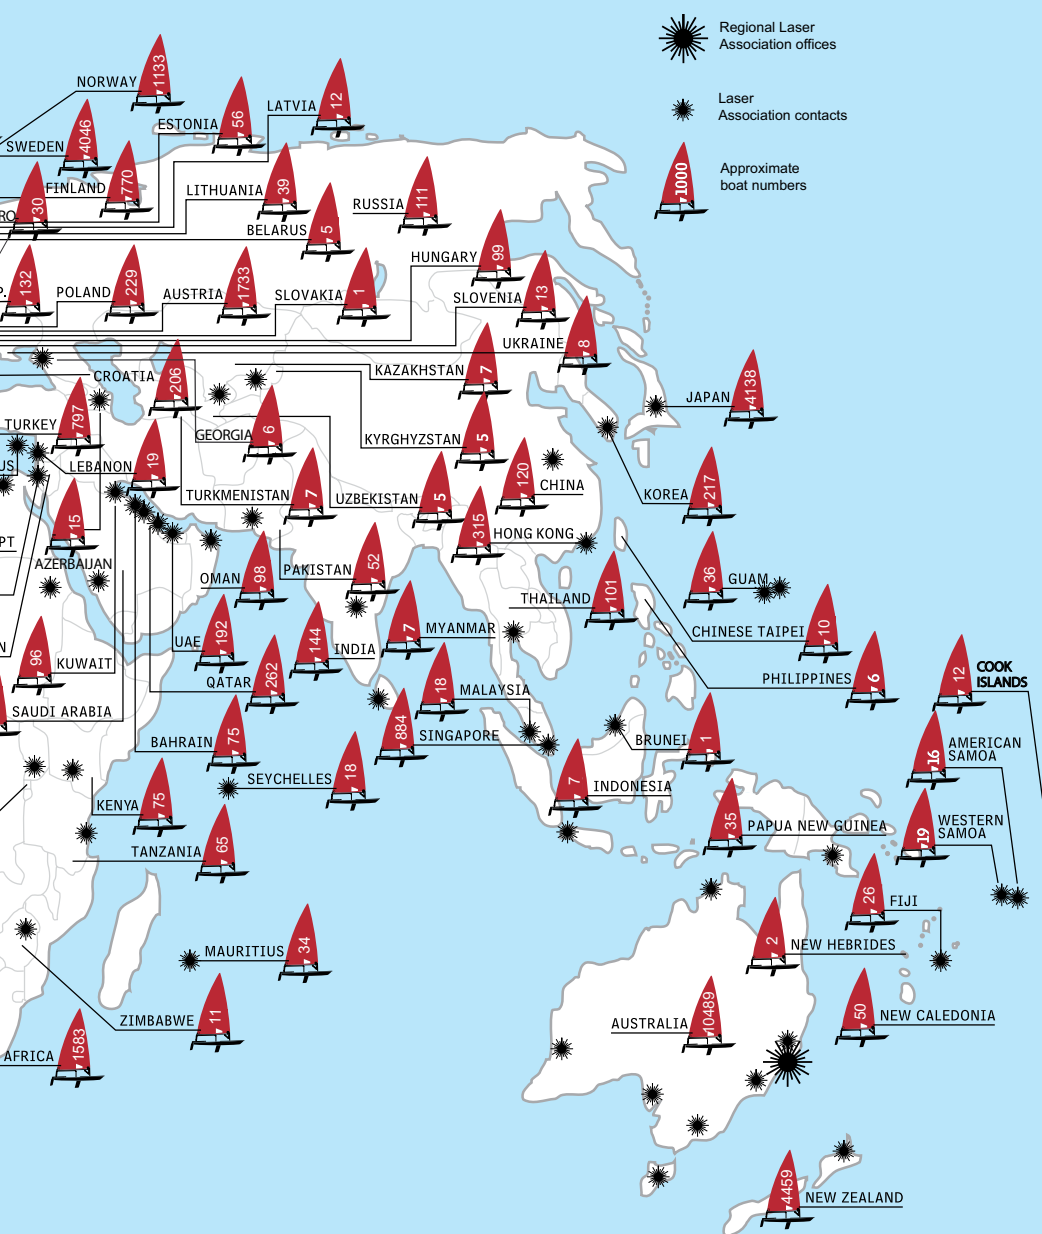 Regional Laser
Association offices
Laser
Association contacts
1000
Approximate
boat numbers
NORWAY 1133
SWEDEN 4046
ESTONIA 56
LATVIA 12
FINLAND 770
RO 30
LITHUANIA 39
RUSSIA 111
BELARUS 5
HUNGARY 99
P. 132
POLAND 229
AUSTRIA 1733
SLOVAKIA 1
SLOVENIA 13
UKRAINE 8
CROATIA 206
KAZAKHSTAN 7
JAPAN 4138
TURKEY 797
GEORGIA 6
KYRGHYZSTAN 5
US
LEBANON 19
TURKMENISTAN 7
UZBEKISTAN 5
120
CHINA
KOREA 217
15
AZERBAIJAN
PT
315
HONG KONG
OMAN 98
PAKISTAN 52
THAILAND 101
36
GUAM
CHINESE TAIPEI 10
N
96
KUWAIT
UAE 192
144
INDIA
7
MYANMAR
PHILIPPINES 6
12
COOK
ISLANDS
QATAR 262
18
MALAYSIA
SAUDI ARABIA
BAHRAIN 75
884
SINGAPORE
BRUNEI 1
16
AMERICAN
SAMOA
SEYCHELLES 18
7
INDONESIA
KENYA 75
35
PAPUA NEW GUINEA
19
WESTERN
SAMOA
TANZANIA 65
26
FIJI
MAURITIUS 34
2
NEW HEBRIDES
ZIMBABWE 11
AUSTRALIA 10489
50
NEW CALEDONIA
AFRICA 1583
4459
NEW ZEALAND